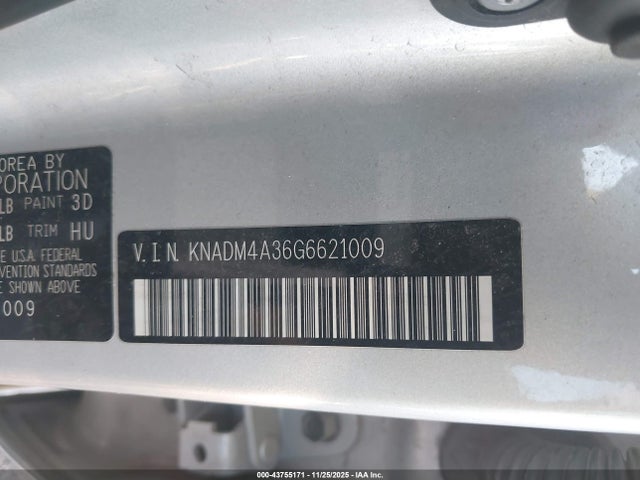 OREA BY
PORATION
LB PAINT 3D
LB TRIM HU
E U.S.A. FEDERAL
VENTION STANDARDS
E SHOWN ABOVE
009
V.I.N. KNADM4A36G6621009
000-43755171 - 11/25/2025 - IAA Inc.